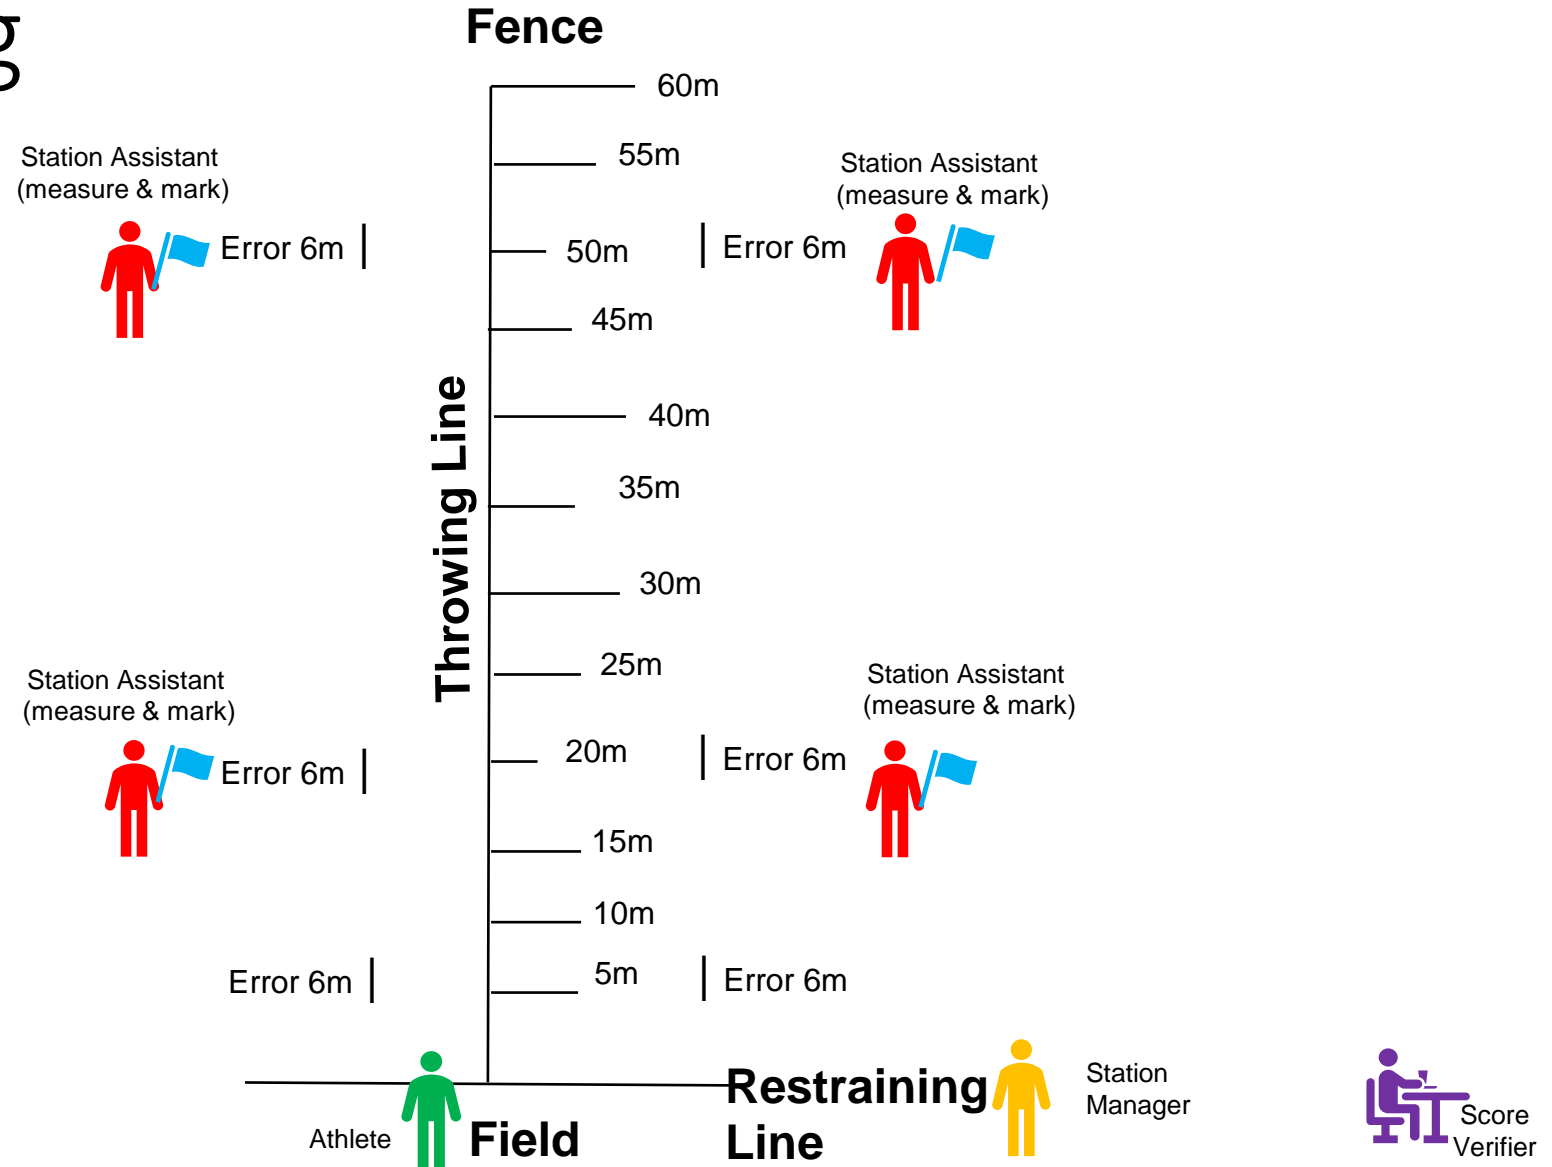 g
Fence
60m
55m
Station Assistant
(measure & mark)
Station Assistant
(measure & mark)
Error 6m
50m
Error 6m
45m
Throwing Line
40m
35m
30m
25m
Station Assistant
(measure & mark)
Station Assistant
(measure & mark)
20m
Error 6m
Error 6m
15m
10m
5m
Error 6m
Error 6m
Restraining
Line
Station
Manager
Score
Verifier
Athlete
Field